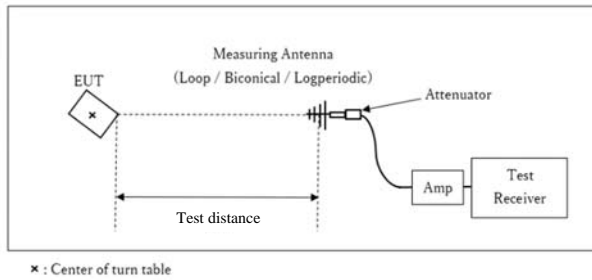 Measuring Antenna
(Loop / Biconical / Logperiodic)
EUT
Attenuator
Amp
Test
Receiver
Test distance
× : Center of turn table